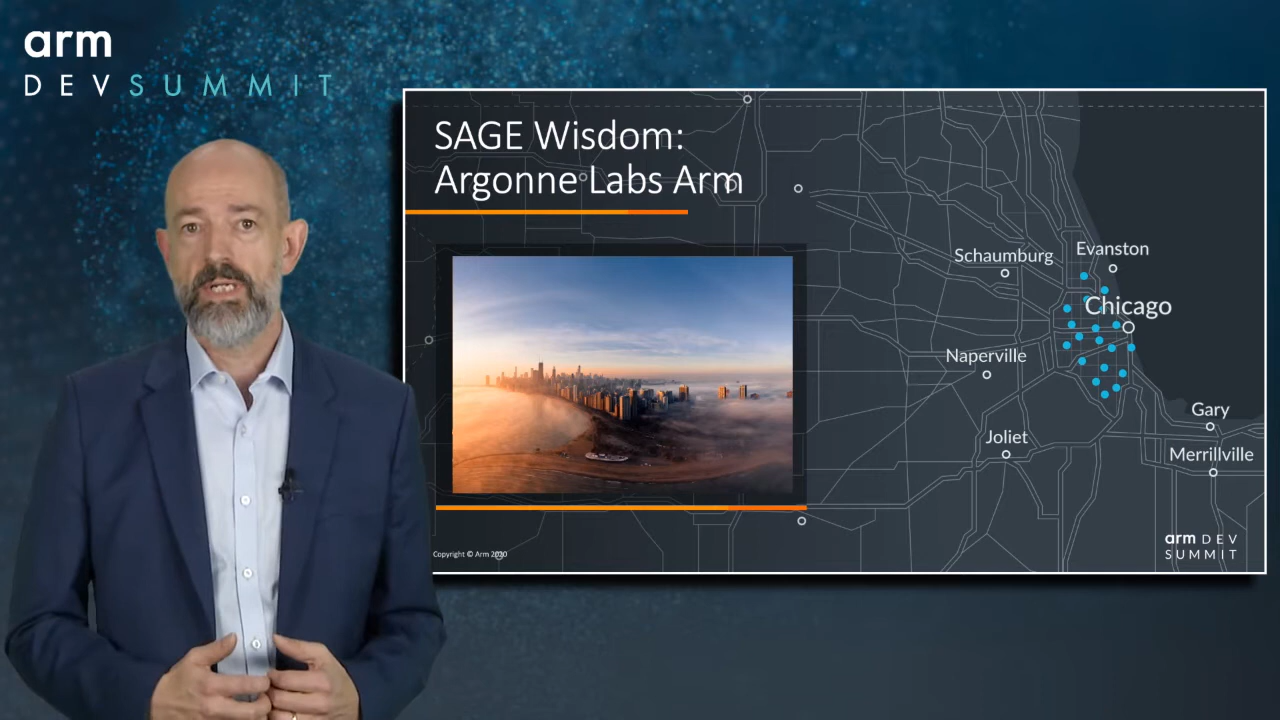 arm
DEVSUMMIT
SAGE Wisdom:
Argonne Labs Arm
Schaumburg
Evanston
Chicago
Naperville
Gary
Joliet
Merrillville
Copyright © Arm 2020
arm DEV
SUMMIT